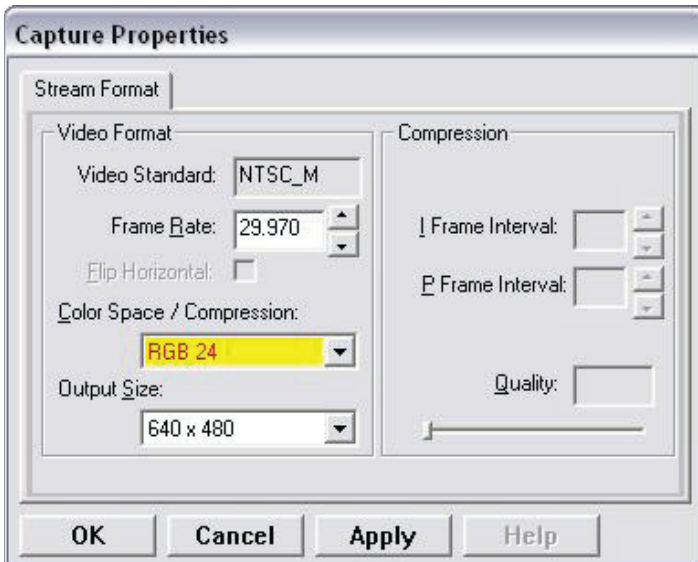 Capture Properties
Stream Format
Video Format
Video Standard: NTSC_M
Frame Rate: 29.970
Flip Horizontal:
Color Space / Compression:
RGB 24
Output Size:
640 x 480
Compression
I Frame Interval:
P Frame Interval:
Quality:
OK Cancel Apply Help